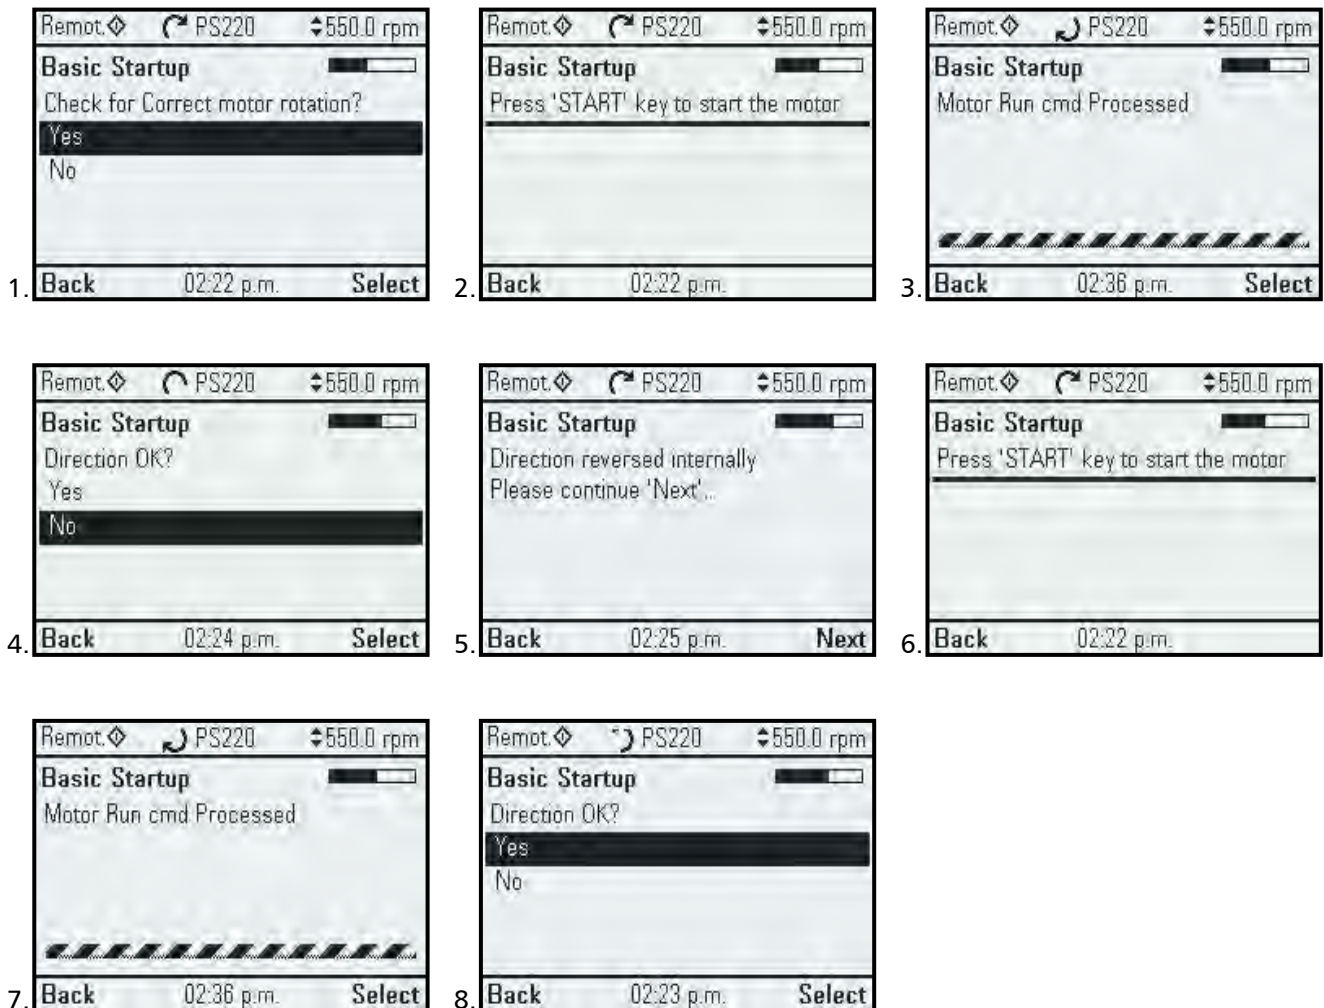 Remot. PS220 550.0 rpm
Basic Startup
Check for Correct motor rotation?
Yes
No
1. Back 02:22 p.m. Select
Remot. PS220 550.0 rpm
Basic Startup
Press 'START' key to start the motor
2. Back 02:22 p.m.
Remot. PS220 550.0 rpm
Basic Startup
Motor Run cmd Processed
3. Back 02:36 p.m. Select
Remot. PS220 550.0 rpm
Basic Startup
Direction OK?
Yes
No
4. Back 02:24 p.m. Select
Remot. PS220 550.0 rpm
Basic Startup
Direction reversed internally
Please continue 'Next'...
5. Back 02:25 p.m. Next
Remot. PS220 550.0 rpm
Basic Startup
Press 'START' key to start the motor
6. Back 02:22 p.m.
Remot. PS220 550.0 rpm
Basic Startup
Motor Run cmd Processed
7. Back 02:36 p.m. Select
Remot. PS220 550.0 rpm
Basic Startup
Direction OK?
Yes
No
8. Back 02:23 p.m. Select